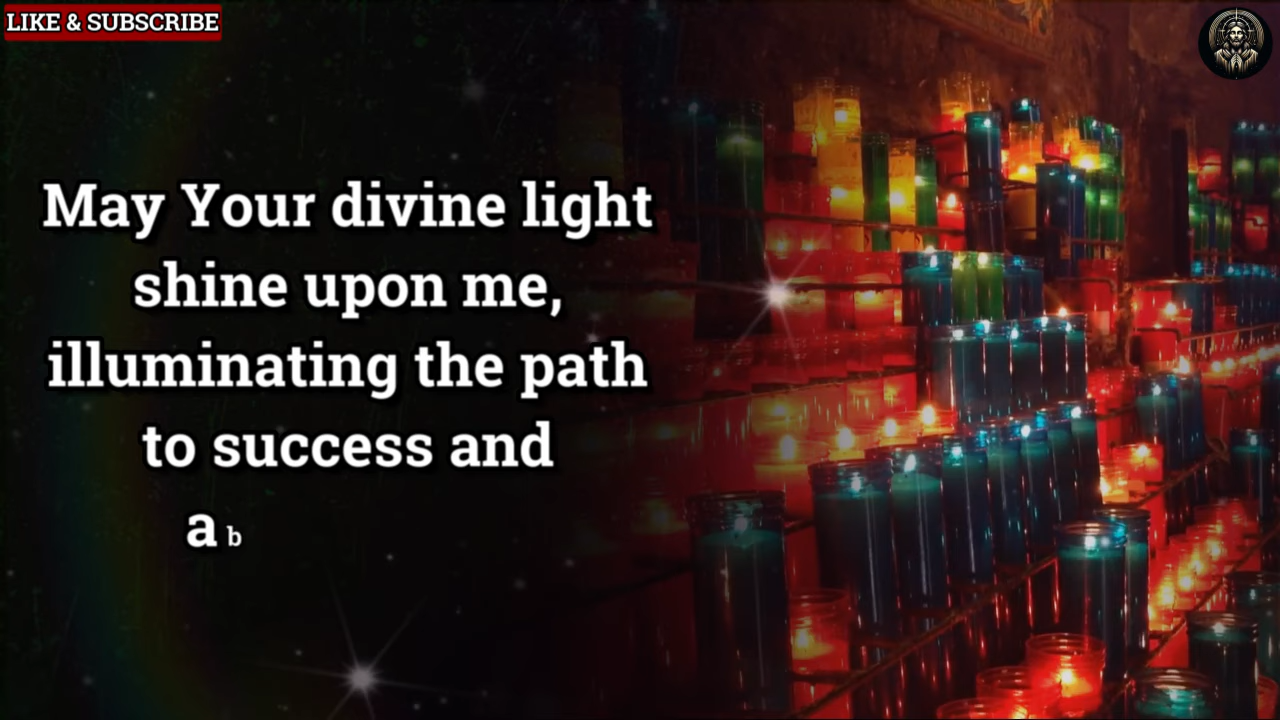 LIKE & SUBSCRIBE
May Your divine light
shine upon me,
illuminating the path
to success and
a b